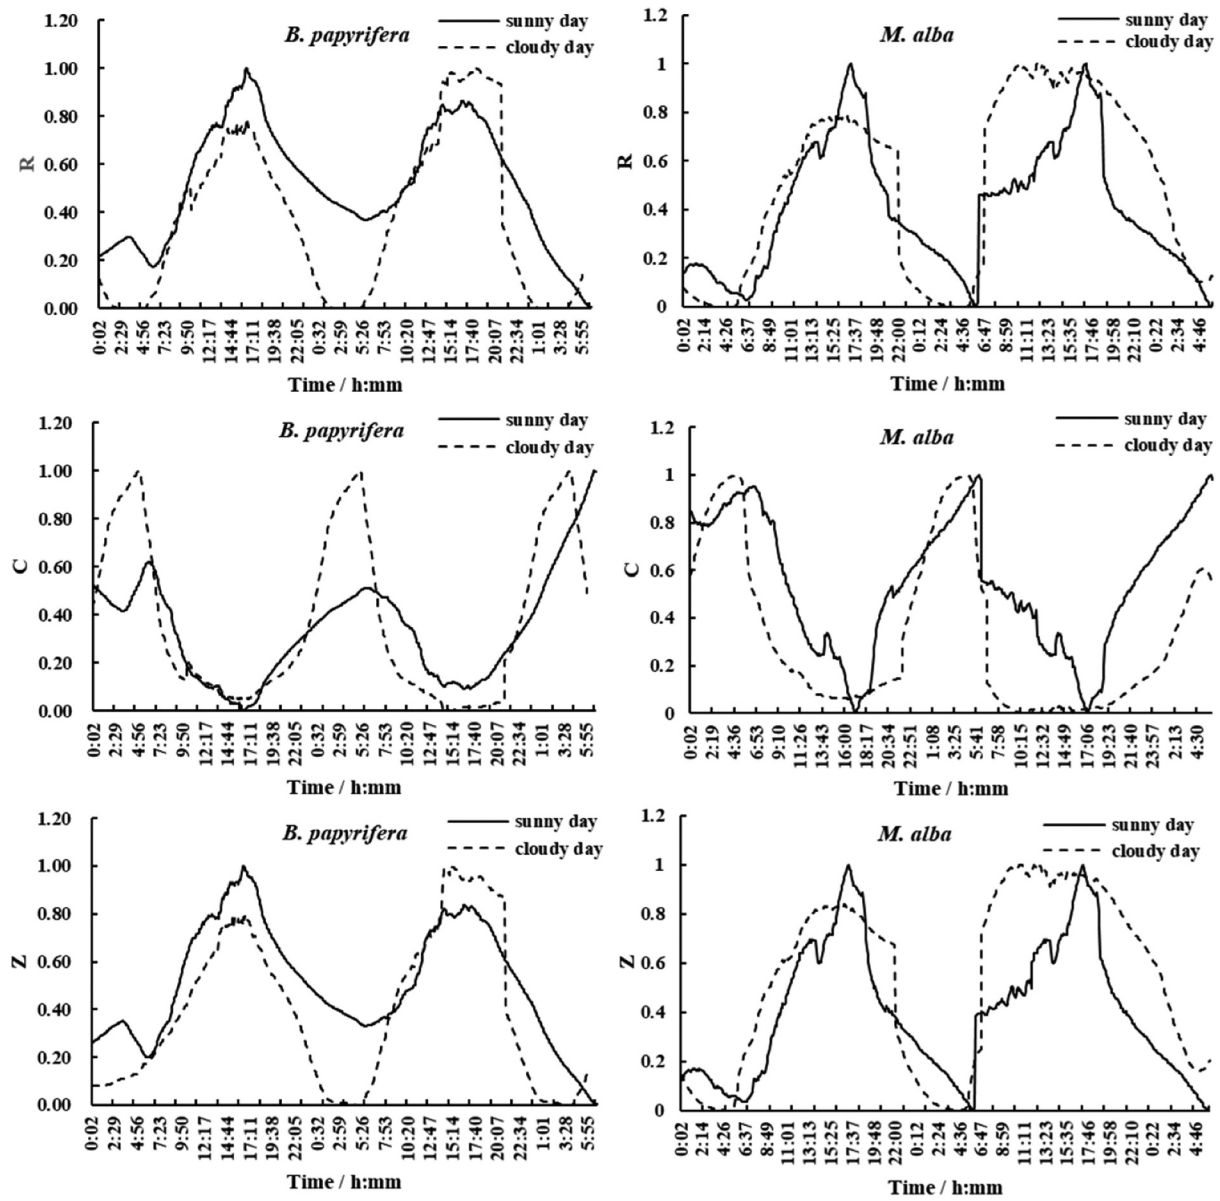 B. papyrifera
sunny day
cloudy day
1.20
1.00
0.80
0.60
0.40
0.20
0.00
R
0:02 2:29 4:56 7:23 9:50 12:17 14:44 17:11 19:38 22:05 0:32 2:59 5:26 7:53 10:20 12:47 15:14 17:40 20:07 22:34 1:01 3:28 5:55
Time / h:mm
M. alba
sunny day
cloudy day
1.2
1
0.8
0.6
0.4
0.2
0
R
0:02 2:14 4:26 6:37 8:49 11:01 13:13 15:25 17:37 19:48 22:00 0:12 2:24 4:36 6:47 8:59 11:11 13:23 15:35 17:46 19:58 22:10 0:22 2:34 4:46
Time / h:mm
B. papyrifera
sunny day
cloudy day
1.20
1.00
0.80
0.60
0.40
0.20
0.00
C
0:02 2:29 4:56 7:23 9:50 12:17 14:44 17:11 19:38 22:05 0:32 2:59 5:26 7:53 10:20 12:47 15:14 17:40 20:07 22:34 1:01 3:28 5:55
Time / h:mm
M. alba
sunny day
cloudy day
1.2
1
0.8
0.6
0.4
0.2
0
C
0:02 2:19 4:36 6:53 9:10 11:26 13:43 16:00 18:17 20:34 22:51 1:08 3:25 5:41 7:58 10:15 12:32 14:49 17:06 19:23 21:40 23:57 2:13 4:30
Time / h:mm
B. papyrifera
sunny day
cloudy day
1.20
1.00
0.80
0.60
0.40
0.20
0.00
Z
0:02 2:29 4:56 7:23 9:50 12:17 14:44 17:11 19:38 22:05 0:32 2:59 5:26 7:53 10:20 12:47 15:14 17:40 20:07 22:34 1:01 3:28 5:55
Time / h:mm
M. alba
sunny day
cloudy day
1.2
1
0.8
0.6
0.4
0.2
0
Z
0:02 2:14 4:26 6:37 8:49 11:01 13:13 15:25 17:37 19:48 22:00 0:12 2:24 4:36 6:47 8:59 11:11 13:23 15:35 17:46 19:58 22:10 0:22 2:34 4:46
Time / h:mm